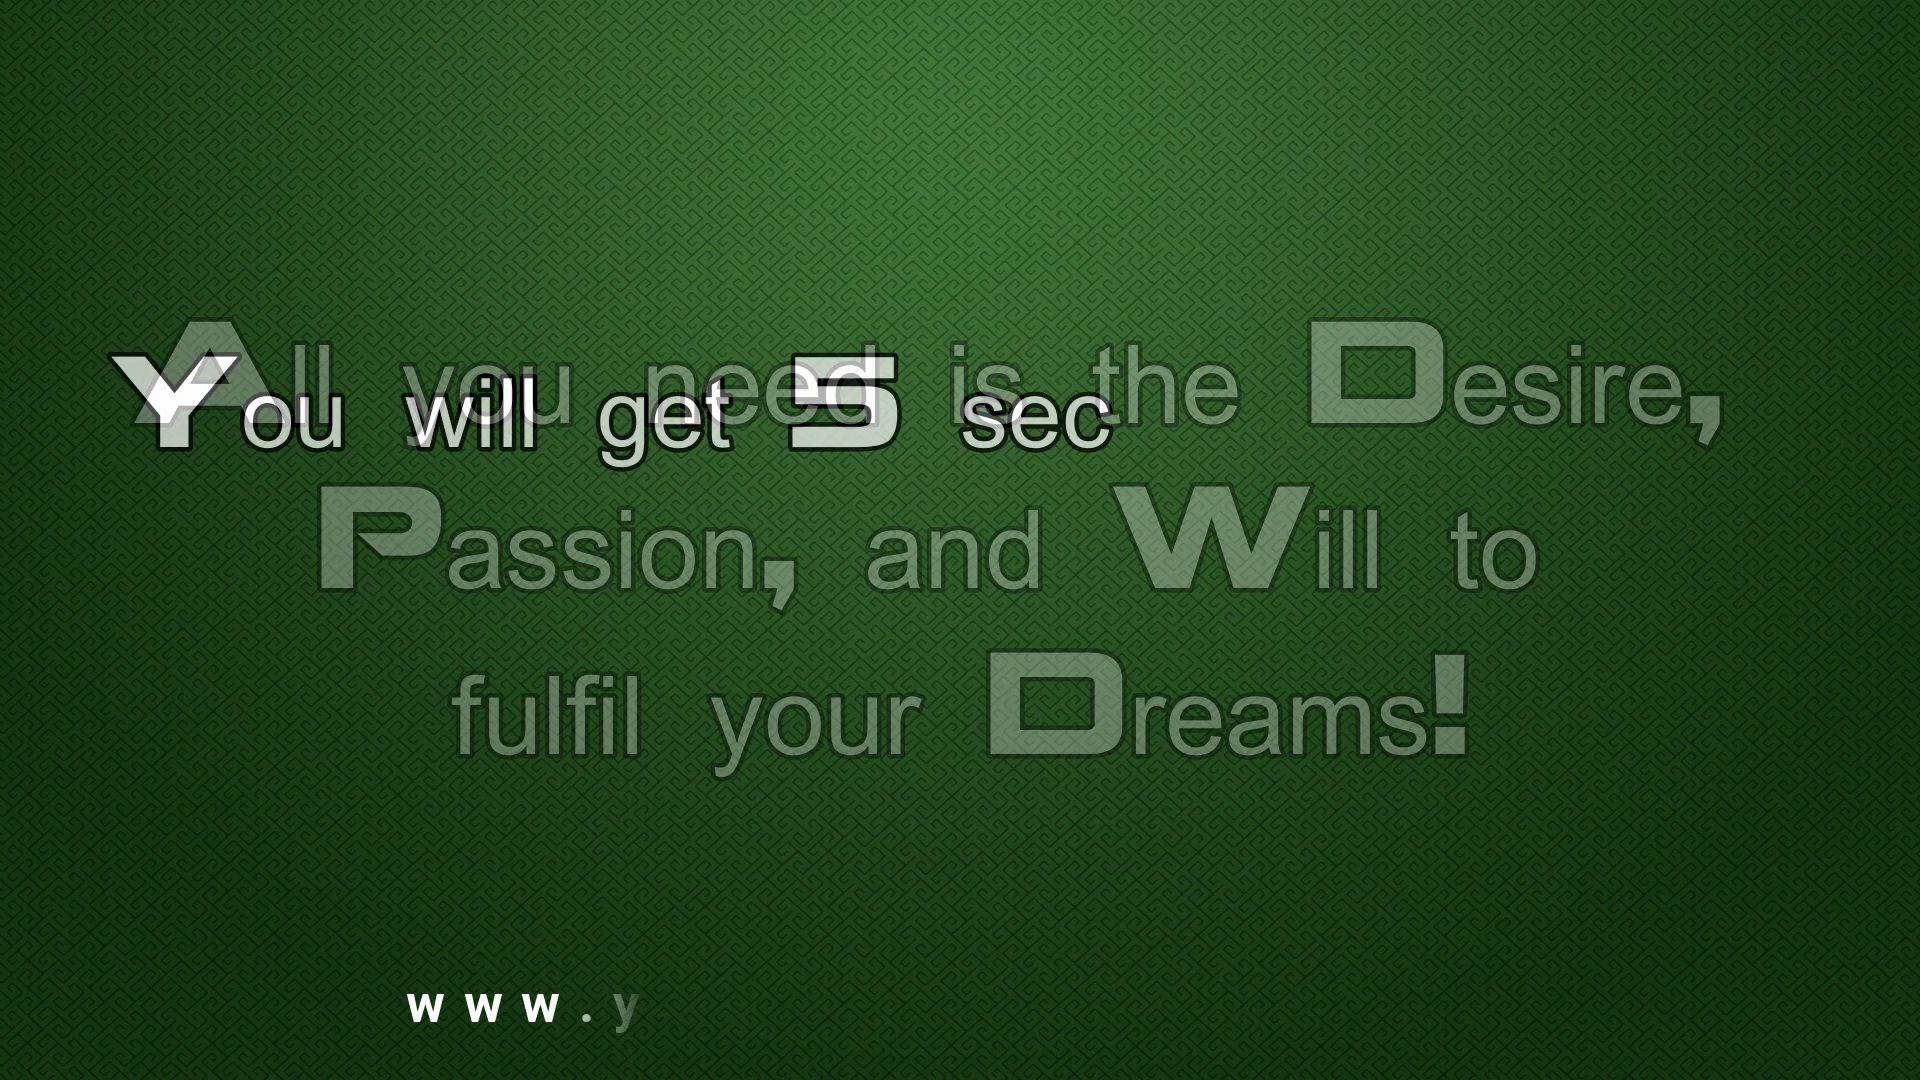 All you need is the Desire,
You will get 5 sec
Passion, and Will to
fulfil your Dreams!
www.y